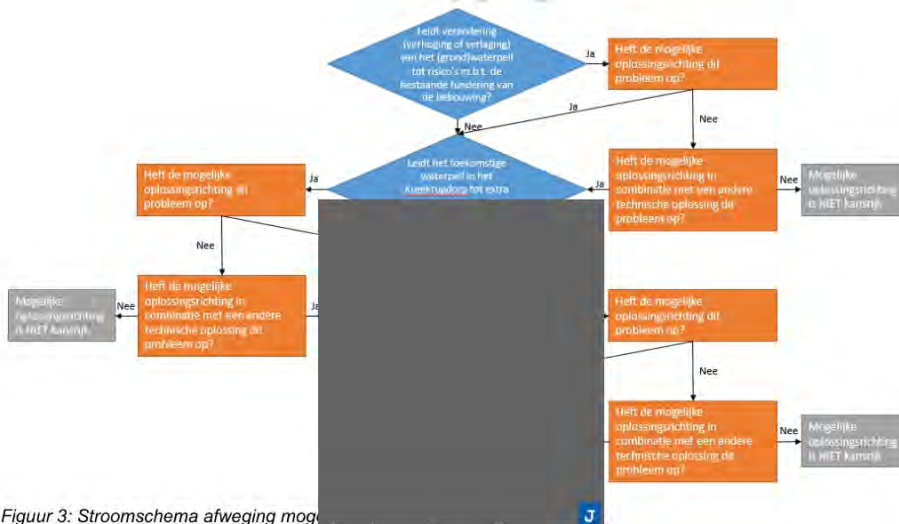 Leidt verandering
(verhoging of verlaging)
van het (grond)waterpeil
tot risico's m.b.t. de
bestaande fundering van
de bebouwing?
Ja
Heft de mogelijke
oplossingsrichting dit
probleem op?
Ja
Nee
Nee
Leidt het toekomstige
waterpeil in het
tot extra
Ja
Heft de mogelijke
oplossingsrichting dit
probleem op?
Ja
Heft de mogelijke
oplossingsrichting in
combinatie met een andere
technische oplossing dit
probleem op?
Nee
Mogelijke
oplossingsrichting
is NIET kansrijk
Nee
Mogelijke
oplossingsrichting
is NIET kansrijk
Nee
Heft de mogelijke
oplossingsrichting in
combinatie met een andere
technische oplossing dit
probleem op?
Heft de mogelijke
oplossingsrichting dit
probleem op?
Nee
Heft de mogelijke
oplossingsrichting in
combinatie met een andere
technische oplossing dit
probleem op?
Nee
Mogelijke
oplossingsrichting
is NIET kansrijk
Figuur 3: Stroomschema afweging
J